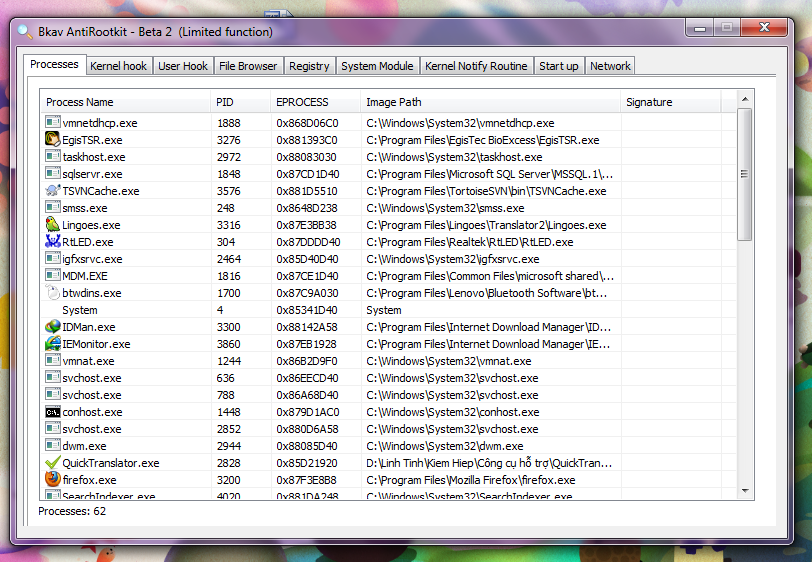 Bkav AntiRootkit - Beta 2 (Limited function)
Processes Kernel hook User Hook File Browser Registry System Module Kernel Notify Routine Start up Network
Process Name PID EPROCESS Image Path Signature
vmnetdhcp.exe 1888 0x868D06C0 C:\Windows\System32\vmnetdhcp.exe
EgisTSR.exe 3276 0x881393C0 C:\Program Files\EgisTec BioExcess\EgisTSR.exe
taskhost.exe 2972 0x88083030 C:\Windows\System32\taskhost.exe
sqlservr.exe 1848 0x87CD1D40 C:\Program Files\Microsoft SQL Server\MSSQL.1\...
TSVNCache.exe 3576 0x881D5510 C:\Program Files\TortoiseSVN\bin\TSVNCache.exe
smss.exe 248 0x8648D238 C:\Windows\System32\smss.exe
Lingoes.exe 3316 0x87E3BB38 C:\Program Files\Lingoes\Translator2\Lingoes.exe
RtLED.exe 304 0x87DDDD40 C:\Program Files\Realtek\RtLED\RtLED.exe
igfxsrvc.exe 2464 0x85D40D40 C:\Windows\System32\igfxsrvc.exe
MDM.EXE 1816 0x87CE1D40 C:\Program Files\Common Files\microsoft shared\...
btwdins.exe 1700 0x87C9A030 C:\Program Files\Lenovo\Bluetooth Software\bt...
System 4 0x85341D40 System
IDMan.exe 3300 0x88142A58 C:\Program Files\Internet Download Manager\ID...
IEMonitor.exe 3860 0x87EB1928 C:\Program Files\Internet Download Manager\IE...
vmnat.exe 1244 0x86B2D9F0 C:\Windows\System32\vmnat.exe
svchost.exe 636 0x86EECD40 C:\Windows\System32\svchost.exe
svchost.exe 788 0x86A68D40 C:\Windows\System32\svchost.exe
conhost.exe 1448 0x879D1AC0 C:\Windows\System32\conhost.exe
svchost.exe 2852 0x880D6A58 C:\Windows\System32\svchost.exe
dwm.exe 2944 0x88085D40 C:\Windows\System32\dwm.exe
QuickTranslator.exe 2828 0x85D21920 D:\Linh Tinh\Kiem Hiep\Công cụ hỗ trợ\QuickTran...
firefox.exe 3200 0x87F3E8B8 C:\Program Files\Mozilla Firefox\firefox.exe
SearchIndexer.exe 4020 0x881DA248 C:\Windows\System32\SearchIndexer.exe
Processes: 62